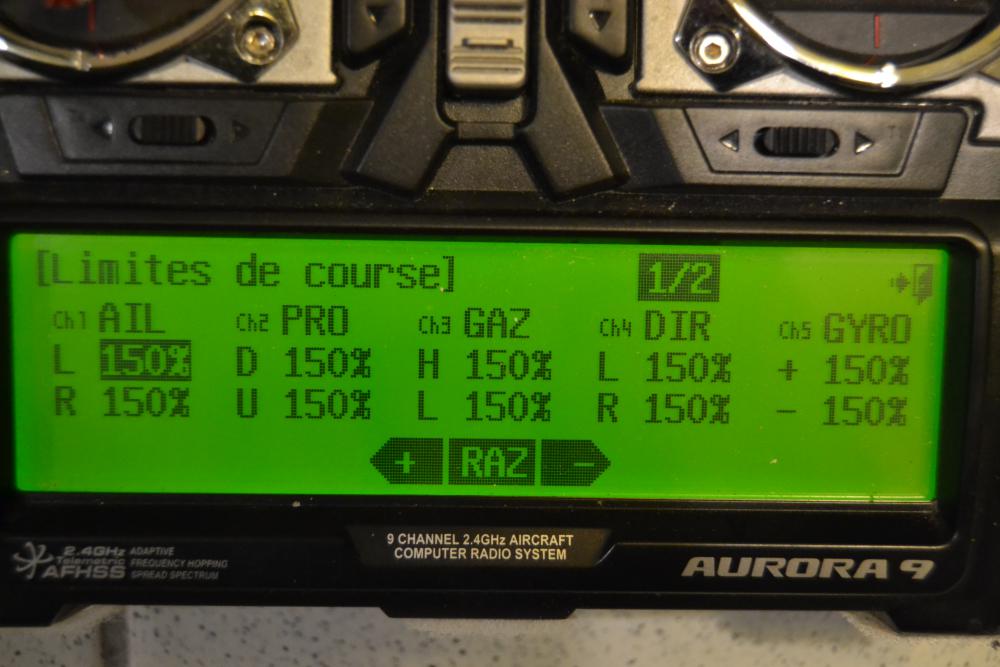 [Limites de course] 1/2
Ch1 AIL Ch2 PRO Ch3 GAZ Ch4 DIR Ch5 GYRO
L 150% D 150% H 150% L 150% + 150%
R 150% U 150% L 150% R 150% - 150%
+ RAZ -
2.4GHz Telemetric AFHSS
ADAPTIVE
FREQUENCY HOPPING
SPREAD SPECTRUM
9 CHANNEL 2.4GHz AIRCRAFT
COMPUTER RADIO SYSTEM
AURORA 9